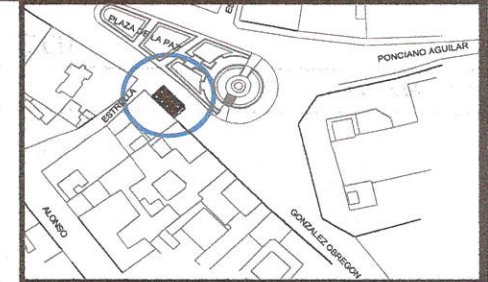 PLAZA DE LA PAZ
PONCIANO AGUILAR
ESTRELLA
ALONSO
GONZALEZ OBREGON